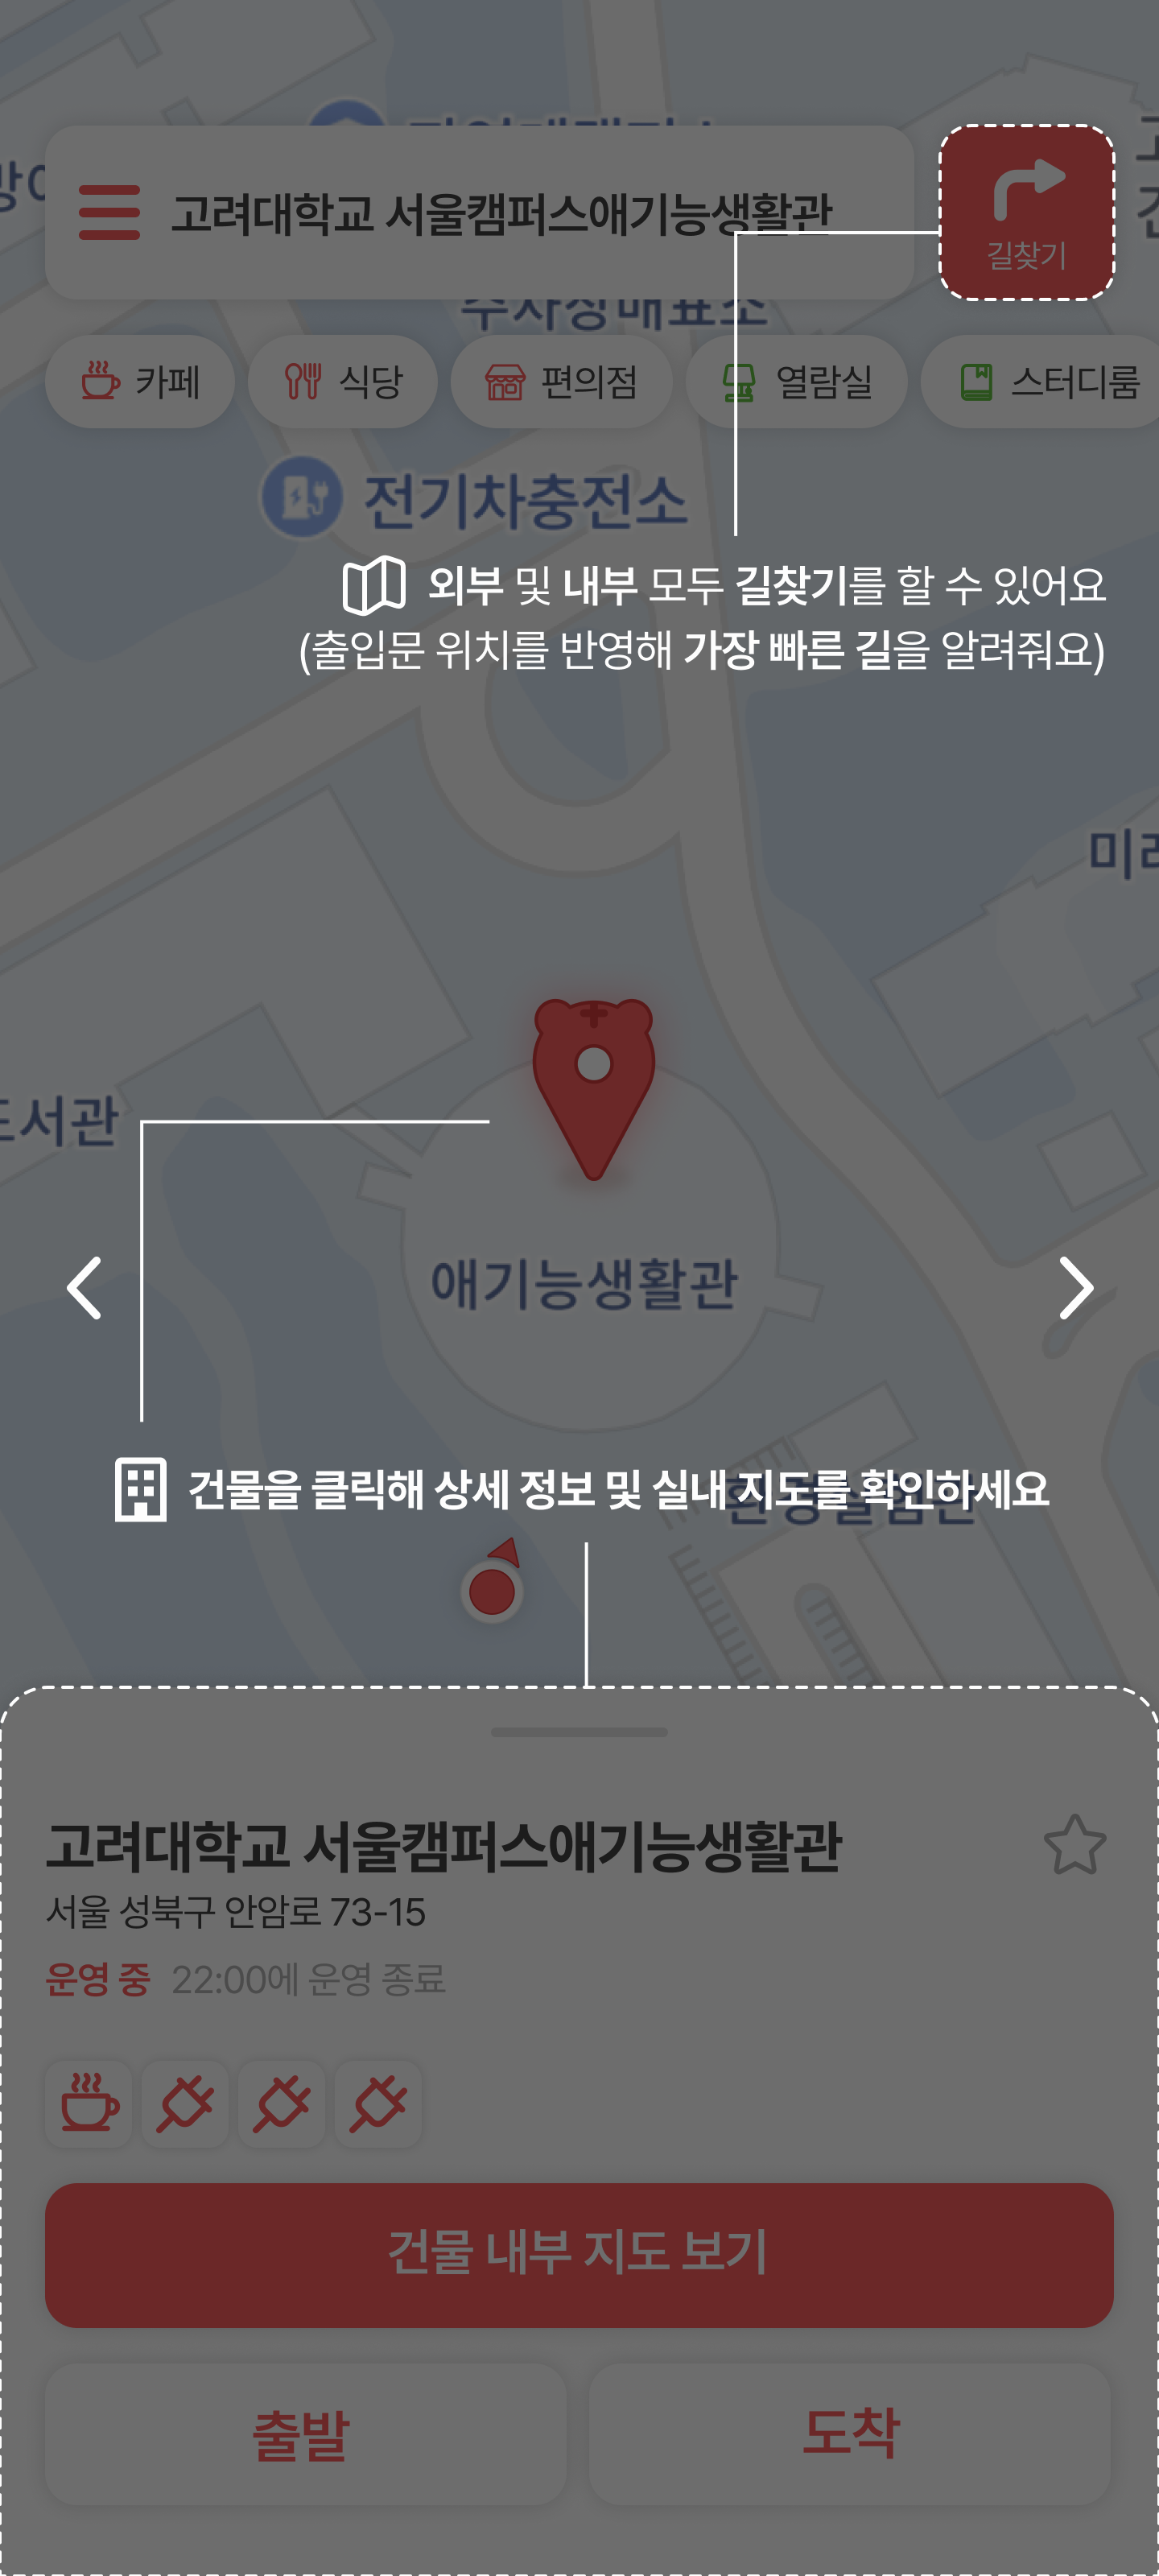 고려대학교 서울캠퍼스애기능생활관
길찾기
주차장매표소
카페
식당
편의점
열람실
스터디룸
전기차충전소
외부 및 내부 모두 길찾기를 할 수 있어요
(출입문 위치를 반영해 가장 빠른 길을 알려줘요)
도서관
애기능생활관
건물을 클릭해 상세 정보 및 실내 지도를 확인하세요
고려대학교 서울캠퍼스애기능생활관
서울 성북구 안암로 73-15
운영 중 22:00에 운영 종료
건물 내부 지도 보기
출발
도착